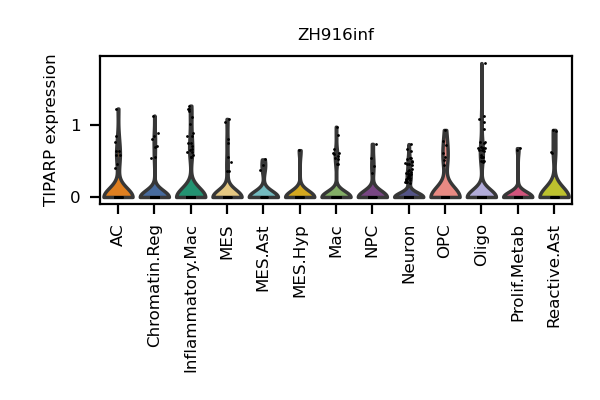 ZH916inf
TIPARP expression
1
0
AC
Chromatin.Reg
Inflammatory.Mac
MES
MES.Ast
MES.Hyp
Mac
NPC
Neuron
OPC
Oligo
Prolif.Metab
Reactive.Ast